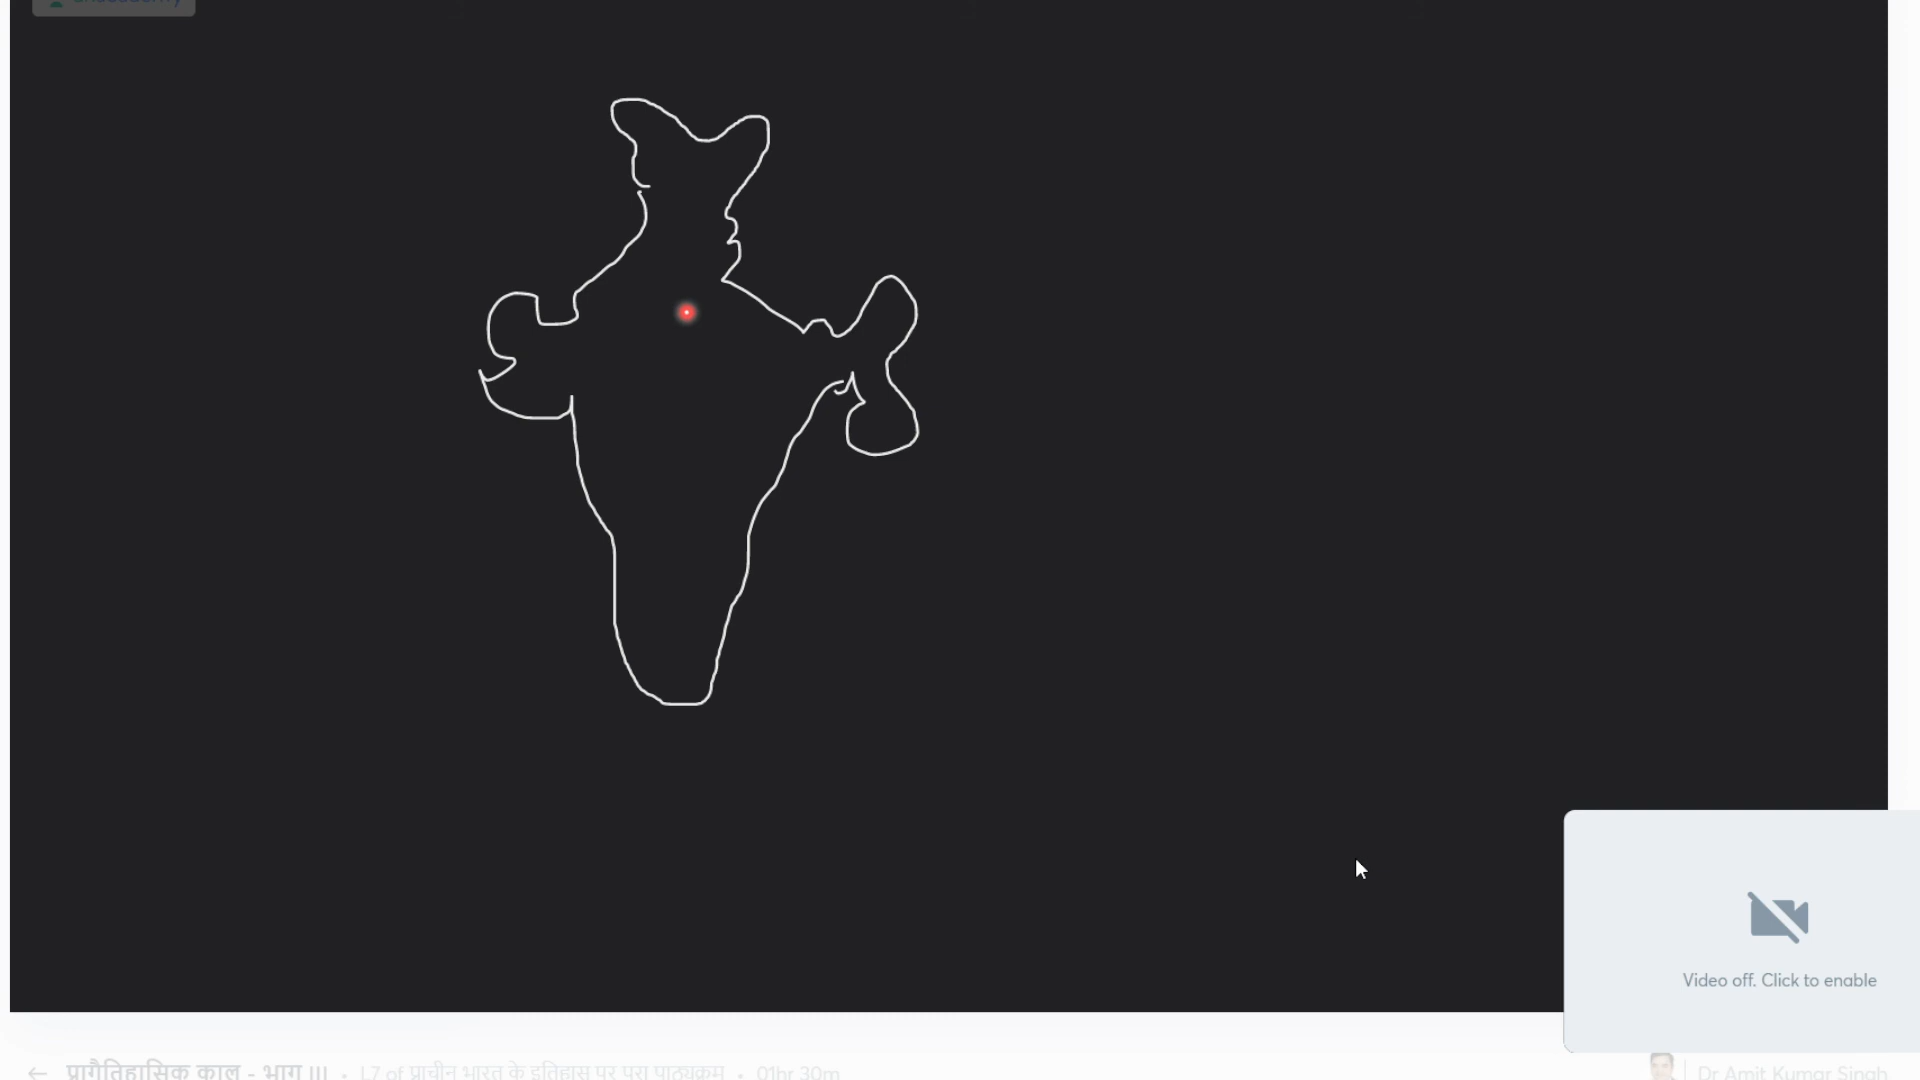 Video off. Click to enable
← प्रागैतिहासिक काल - भाग III • L7 of प्राचीन भारत के इतिहास पर पूरा पाठ्यक्रम • 01hr 30m
Dr Amit Kumar Singh